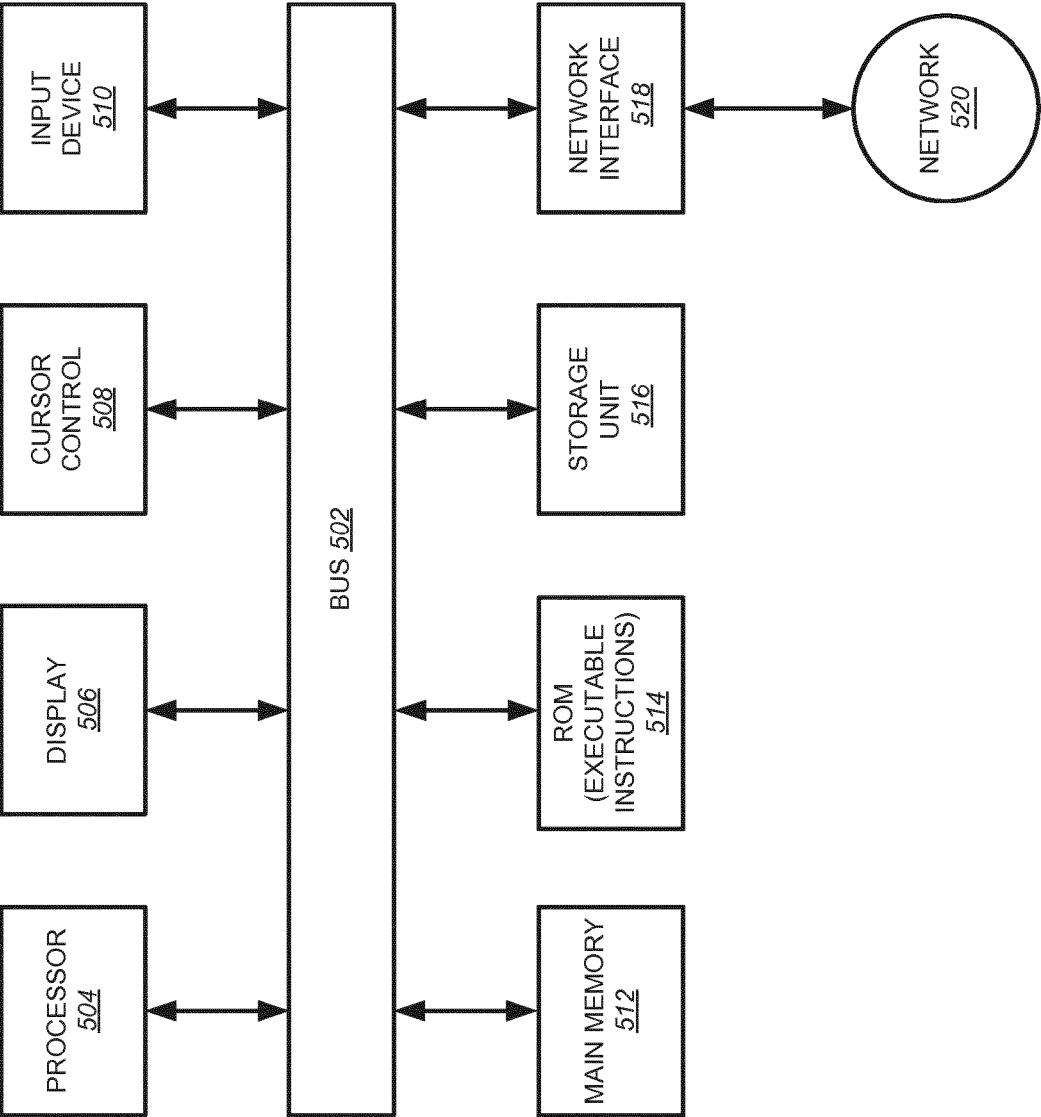 PROCESSOR
504
DISPLAY
506
CURSOR
CONTROL
508
INPUT
DEVICE
510
BUS 502
MAIN MEMORY
512
ROM
(EXECUTABLE
INSTRUCTIONS)
514
STORAGE
UNIT
516
NETWORK
INTERFACE
518
NETWORK
520